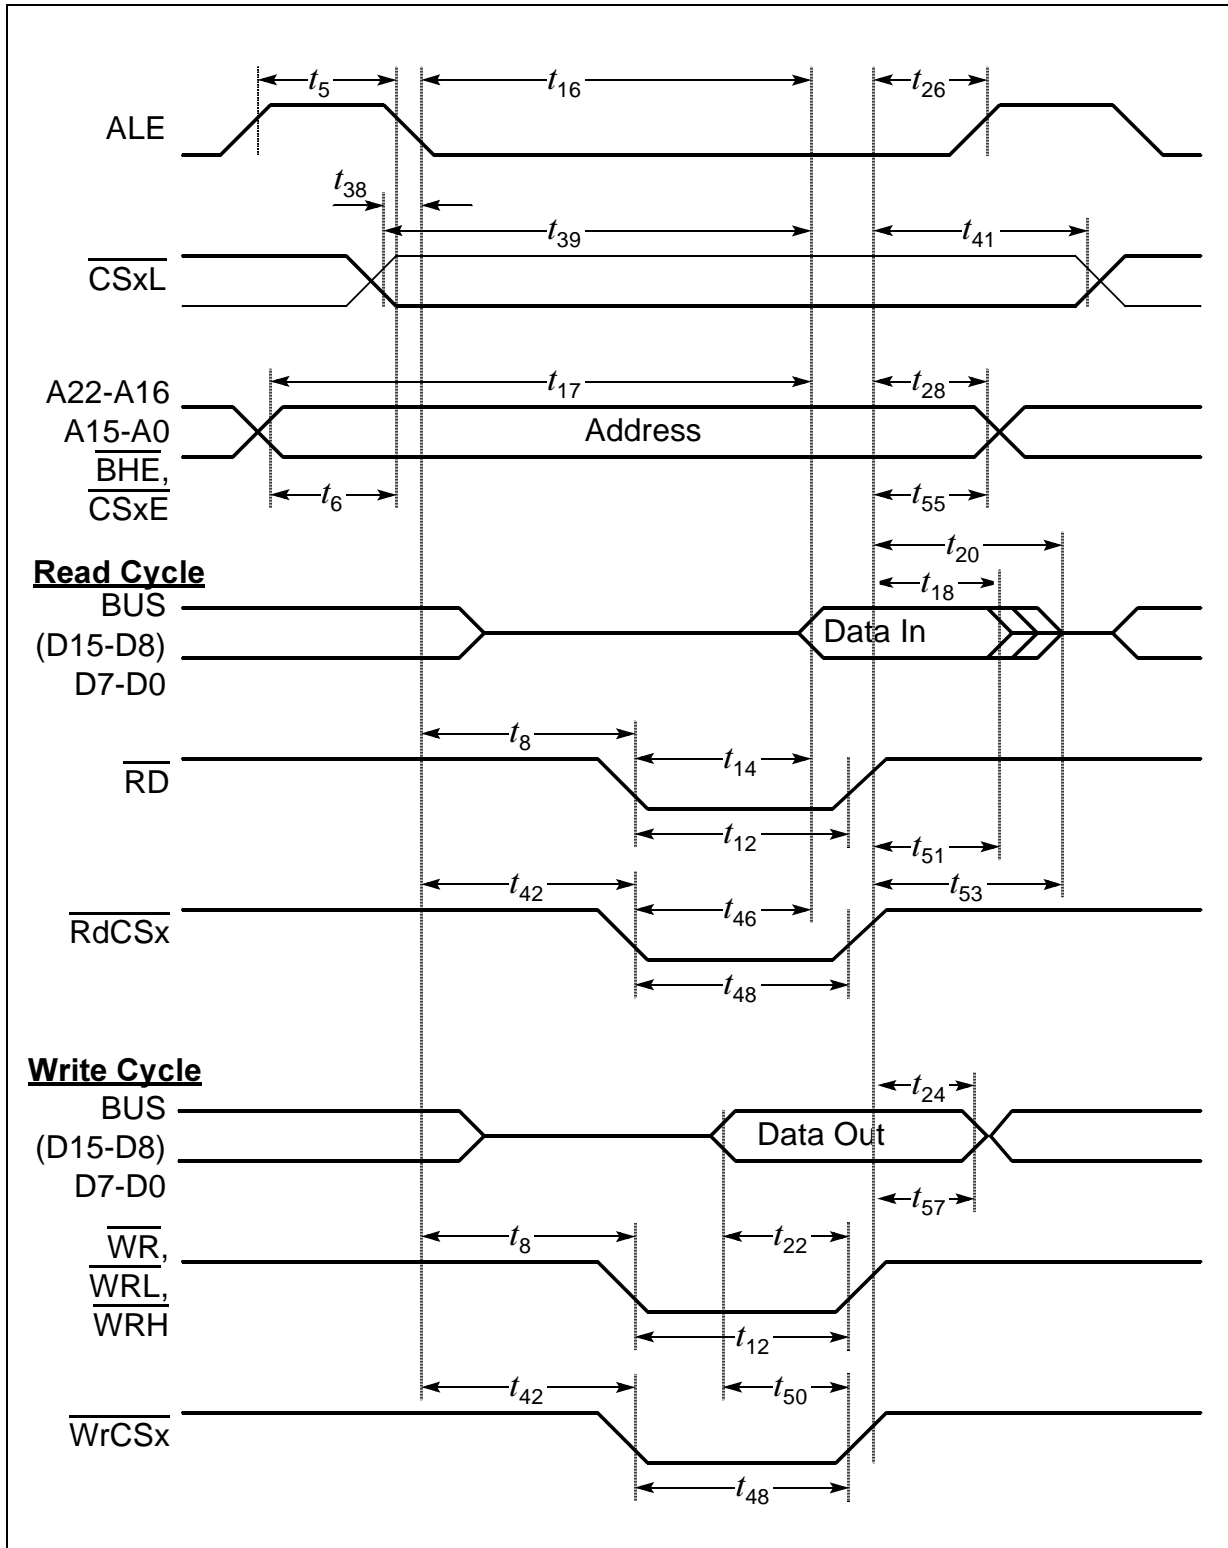 t5 t16 t26
ALE
t38
t39 t41
CSxL
A22-A16 t17 t28
A15-A0 Address
BHE,
CSxE t6 t55
t20
Read Cycle
t18
BUS
(D15-D8) Data In
D7-D0
t8
RD t14
t12 t51
t42 t53
RdCSx t46
t48
Write Cycle
t24
BUS
(D15-D8) Data Out
D7-D0 t57
WR, t8 t22
WRL,
WRH t12
t42 t50
WrCSx
t48